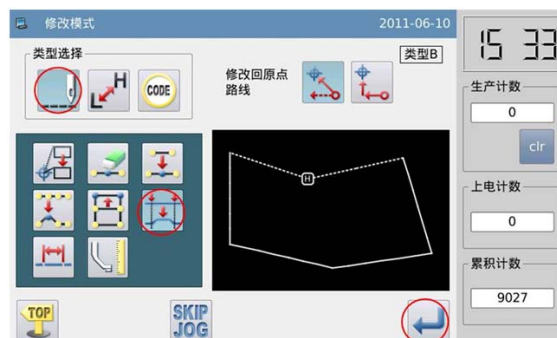 修改模式 2011-06-10
类型选择
类型B
L H
CODE
修改回原点
路线
H
TOP
SKIP
JOG
15 33
生产计数
0
clr
上电计数
0
累积计数
9027